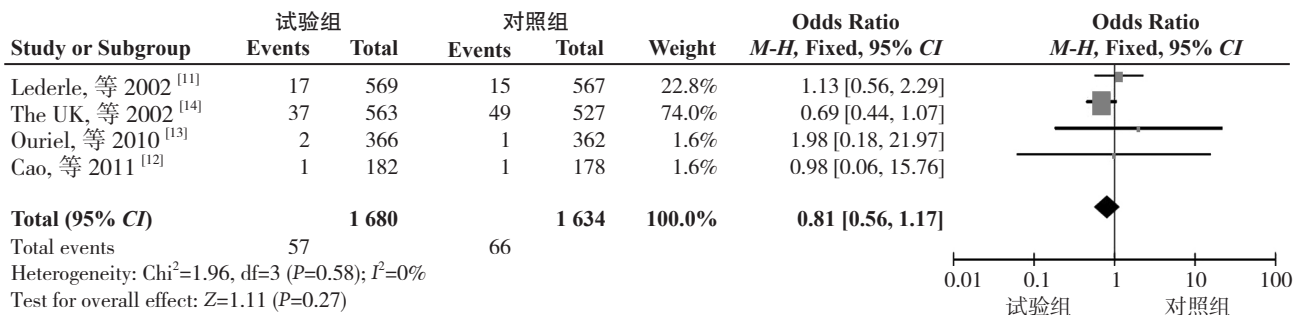 试验组 对照组 Odds Ratio Odds Ratio
Study or Subgroup Events Total Events Total Weight M-H, Fixed, 95% CI M-H, Fixed, 95% CI
Lederle, 等 2002 [11] 17 569 15 567 22.8% 1.13 [0.56, 2.29]
The UK, 等 2002 [14] 37 563 49 527 74.0% 0.69 [0.44, 1.07]
Ouriel, 等 2010 [13] 2 366 1 362 1.6% 1.98 [0.18, 21.97]
Cao, 等 2011 [12] 1 182 1 178 1.6% 0.98 [0.06, 15.76]
Total (95% CI) 1 680 1 634 100.0% 0.81 [0.56, 1.17]
Total events 57 66
Heterogeneity: Chi²=1.96, df=3 (P=0.58); I²=0%
Test for overall effect: Z=1.11 (P=0.27)
0.01 0.1 1 10 100
试验组 对照组